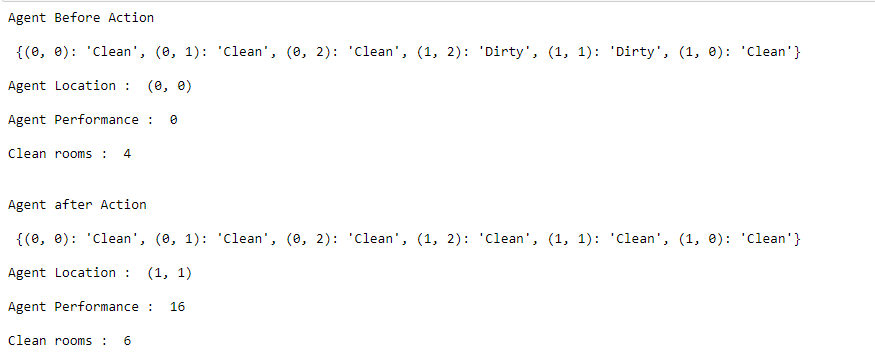 Agent Before Action
{(0, 0): 'Clean', (0, 1): 'Clean', (0, 2): 'Clean', (1, 2): 'Dirty', (1, 1): 'Dirty', (1, 0): 'Clean'}
Agent Location :  (0, 0)
Agent Performance :  0
Clean rooms :  4
Agent after Action
{(0, 0): 'Clean', (0, 1): 'Clean', (0, 2): 'Clean', (1, 2): 'Clean', (1, 1): 'Clean', (1, 0): 'Clean'}
Agent Location :  (1, 1)
Agent Performance :  16
Clean rooms :  6